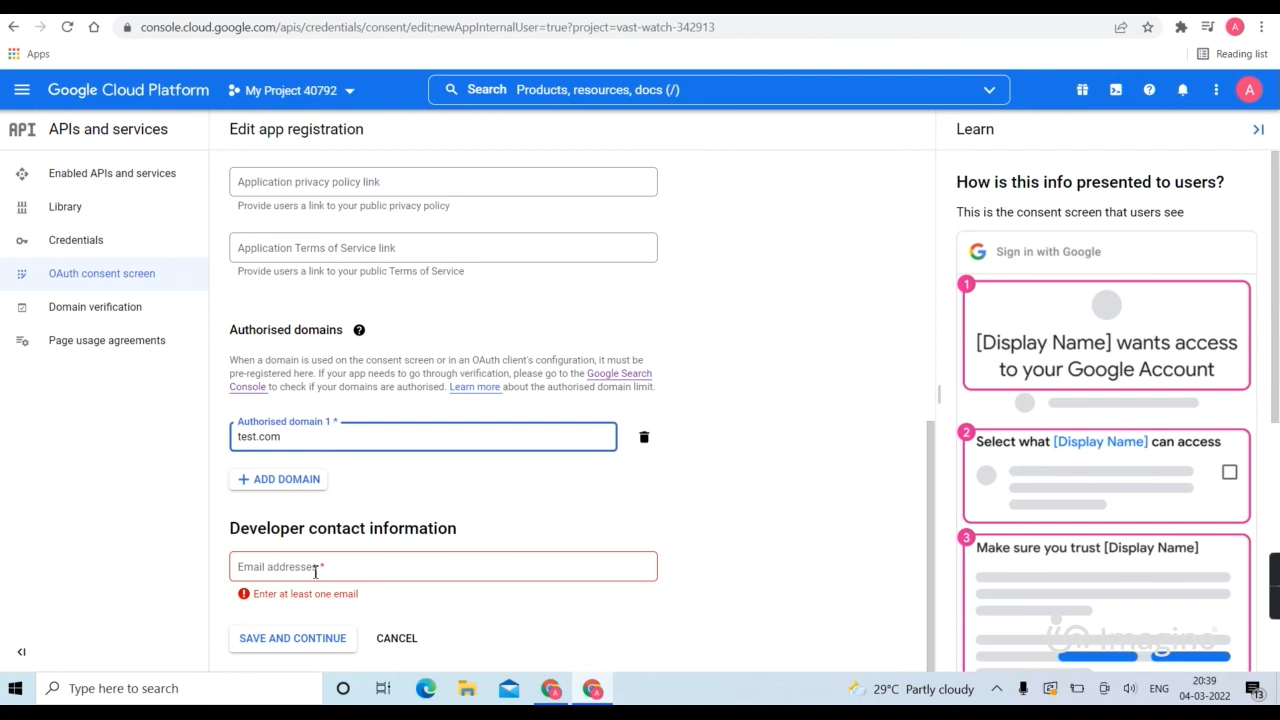 console.cloud.google.com/apis/credentials/consent/edit;newAppInternalUser=true?project=vast-watch-342913
A
Apps
Reading list
Google Cloud Platform
My Project 40792
Search Products, resources, docs (/)
A
API APIs and services
Edit app registration
Learn
Enabled APIs and services
Library
Credentials
OAuth consent screen
Domain verification
Page usage agreements
Application privacy policy link
Provide users a link to your public privacy policy
Application Terms of Service link
Provide users a link to your public Terms of Service
Authorised domains
When a domain is used on the consent screen or in an OAuth client's configuration, it must be
pre-registered here. If your app needs to go through verification, please go to the Google Search
Console to check if your domains are authorised. Learn more about the authorised domain limit.
Authorised domain 1 *
test.com
+ ADD DOMAIN
Developer contact information
Email addresses *
Enter at least one email
SAVE AND CONTINUE
CANCEL
How is this info presented to users?
This is the consent screen that users see
G Sign in with Google
1
[Display Name] wants access
to your Google Account
2
Select what [Display Name] can access
3
Make sure you trust [Display Name]
Type here to search
A
A
29°C Partly cloudy
ENG
20:39
04-03-2022
13